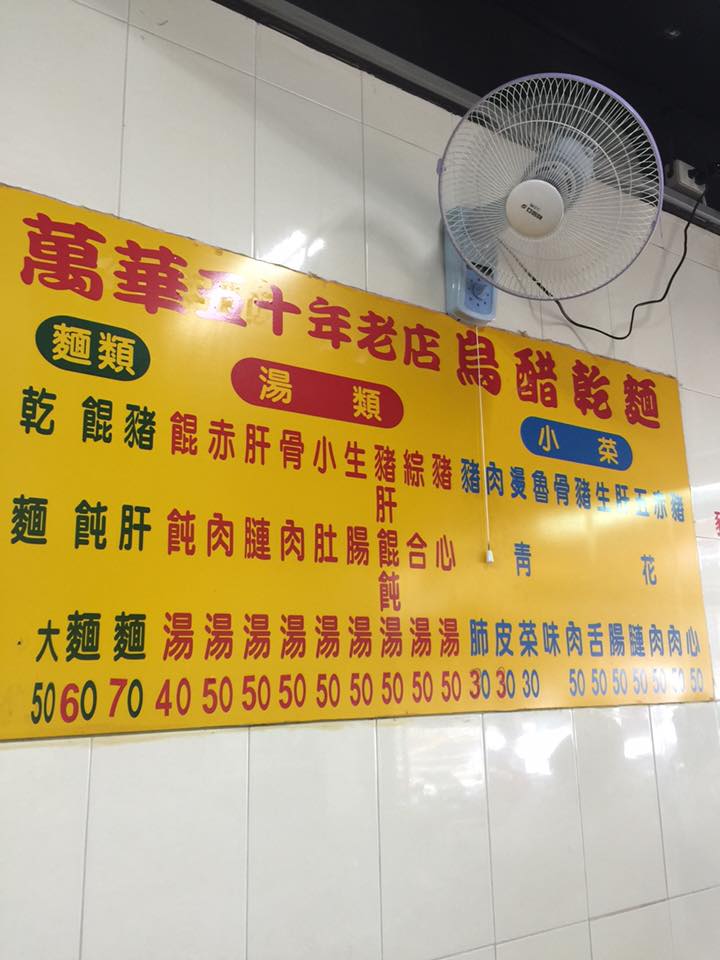 萬華五十年老店 烏醋乾麵
麵類
乾麵 大 50
餛飩麵 60
豬肝麵 70
湯類
餛飩湯 40
赤肉湯 50
肝湯 50
骨肉湯 50
小肚湯 50
生腸湯 50
豬肝餛飩湯 50
綜合湯 50
豬心湯 50
小菜
豬肺 30
肉皮 30
燙青菜 30
魯味
骨肉 50
豬舌 50
生腸 50
肝肉 50
五花肉 50
赤肉 50
豬心 50